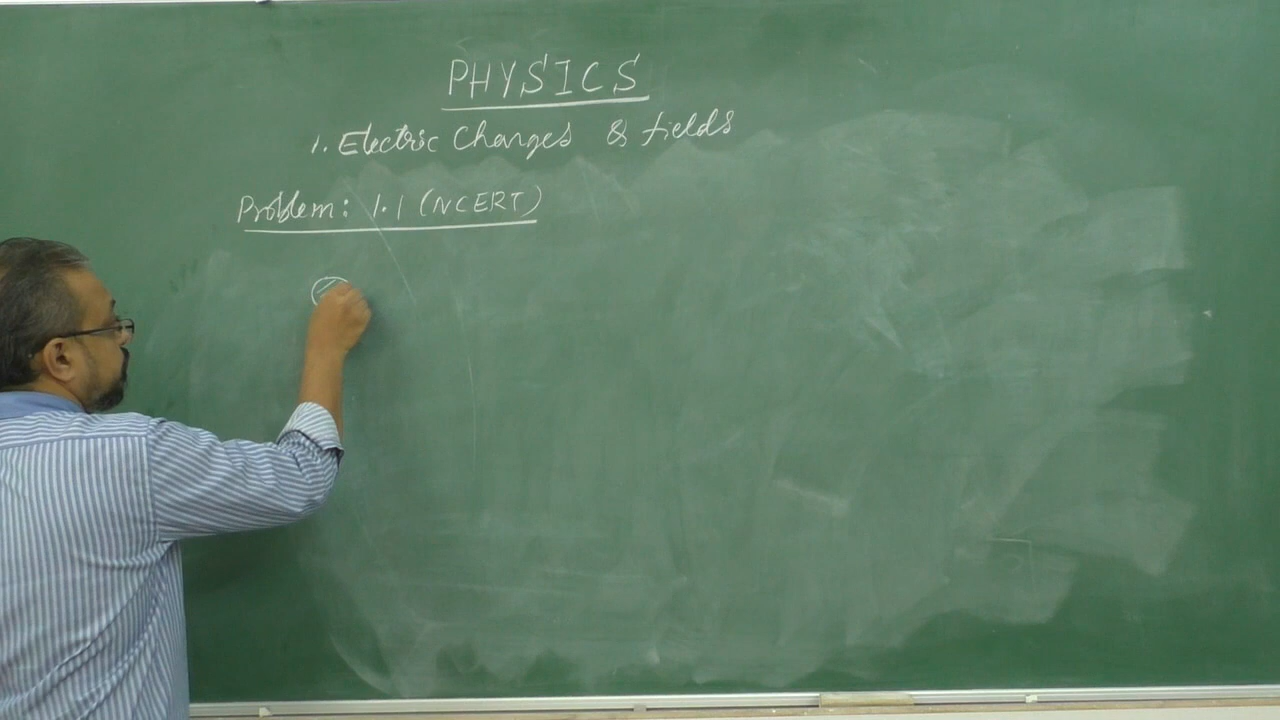 PHYSICS
1. Electric Charges & fields
Problem: 1.1 (NCERT)